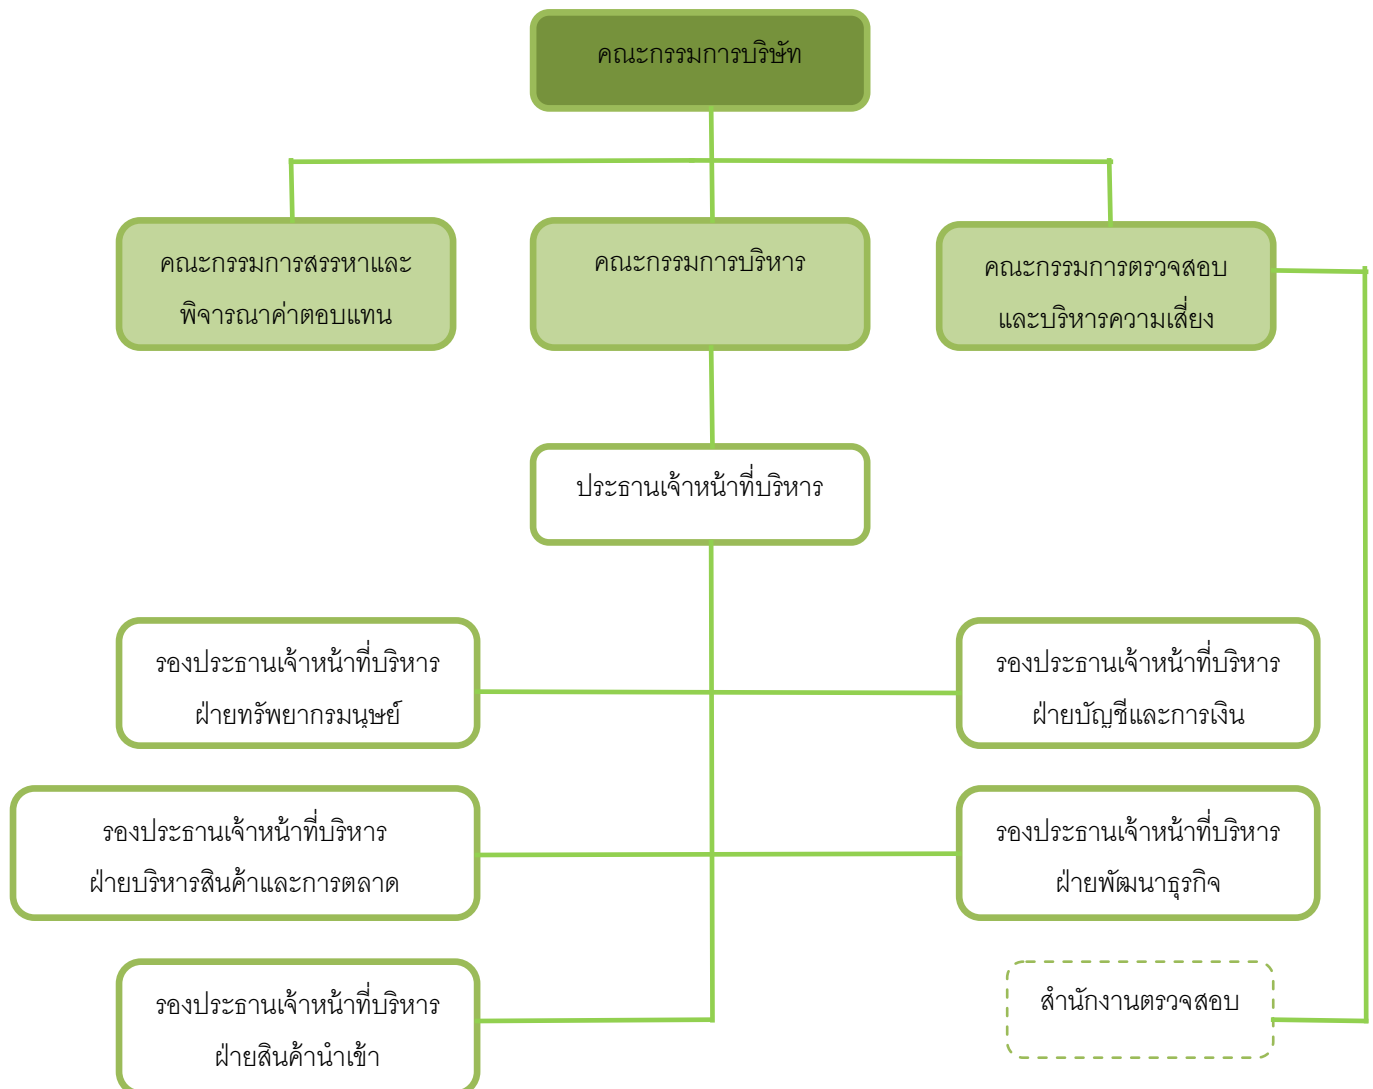 คณะกรรมการบริษัท
คณะกรรมการสรรหาและ
พิจารณาค่าตอบแทน
คณะกรรมการบริหาร
คณะกรรมการตรวจสอบ
และบริหารความเสี่ยง
ประธานเจ้าหน้าที่บริหาร
รองประธานเจ้าหน้าที่บริหาร
ฝ่ายทรัพยากรมนุษย์
รองประธานเจ้าหน้าที่บริหาร
ฝ่ายบัญชีและการเงิน
รองประธานเจ้าหน้าที่บริหาร
ฝ่ายบริหารสินค้าและการตลาด
รองประธานเจ้าหน้าที่บริหาร
ฝ่ายพัฒนาธุรกิจ
รองประธานเจ้าหน้าที่บริหาร
ฝ่ายสินค้านำเข้า
สำนักงานตรวจสอบ